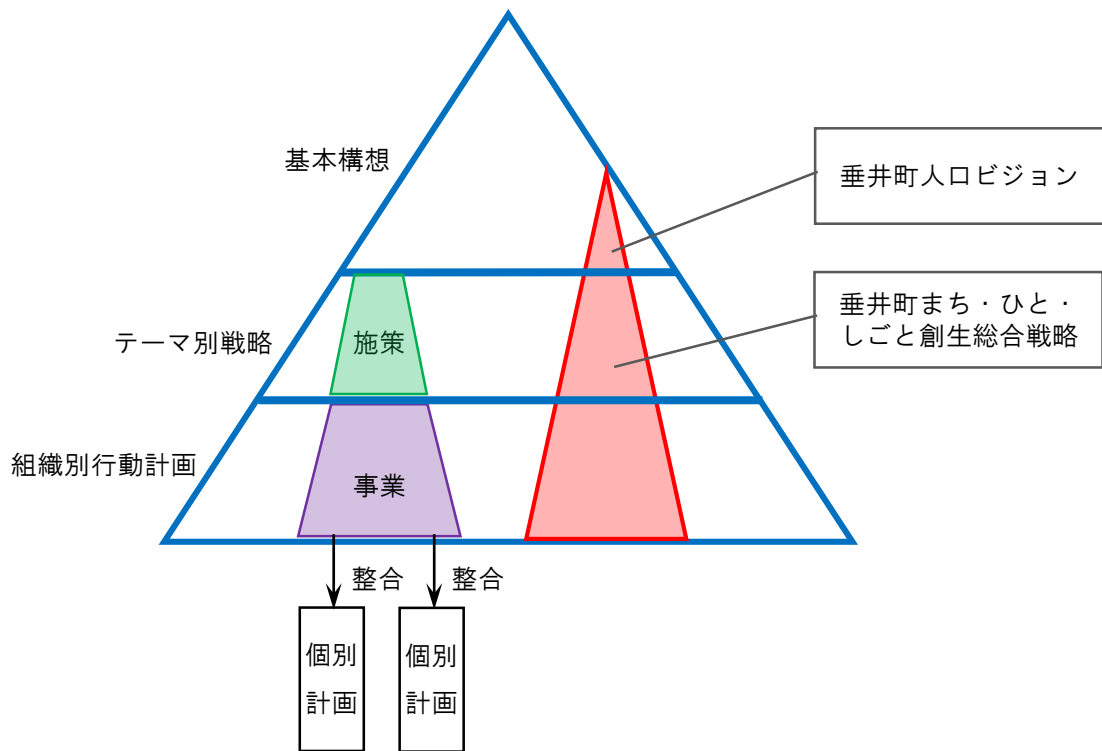 基本構想
垂井町人口ビジョン
垂井町まち・ひと・
しごと創生総合戦略
テーマ別戦略
施策
組織別行動計画
事業
整合
整合
個別
計画
個別
計画